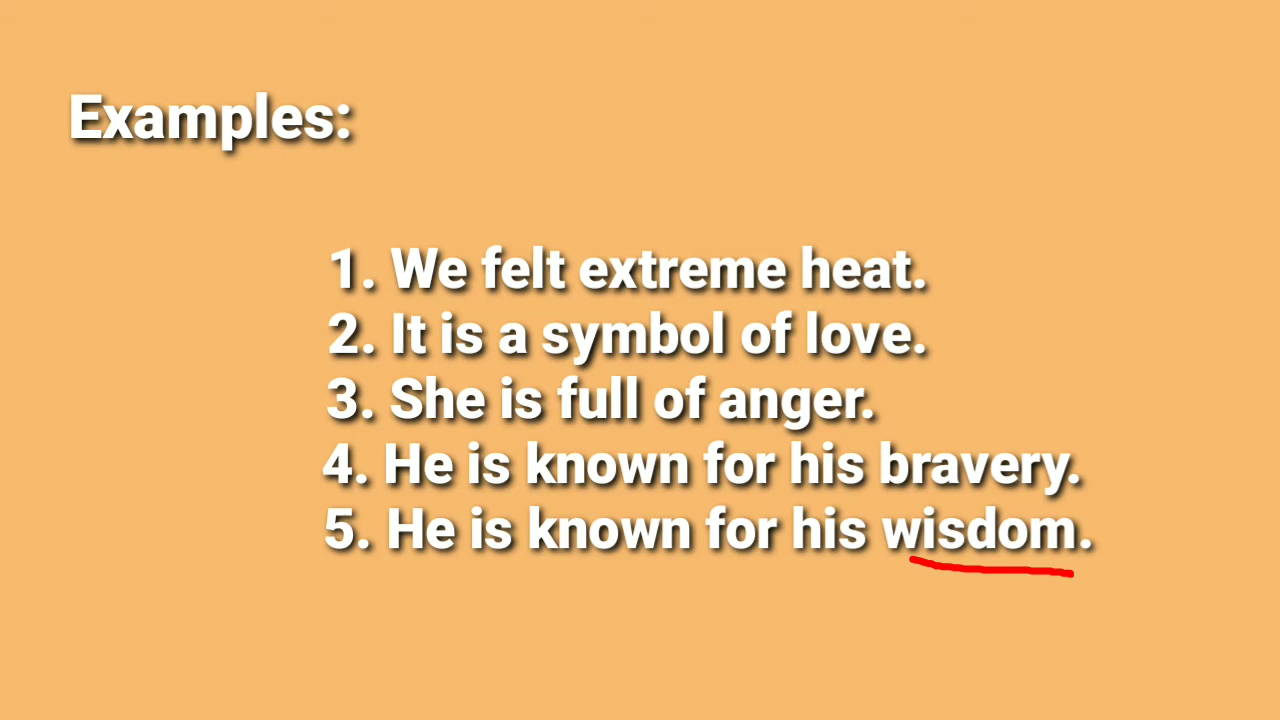 Examples:
1. We felt extreme heat.
2. It is a symbol of love.
3. She is full of anger.
4. He is known for his bravery.
5. He is known for his wisdom.